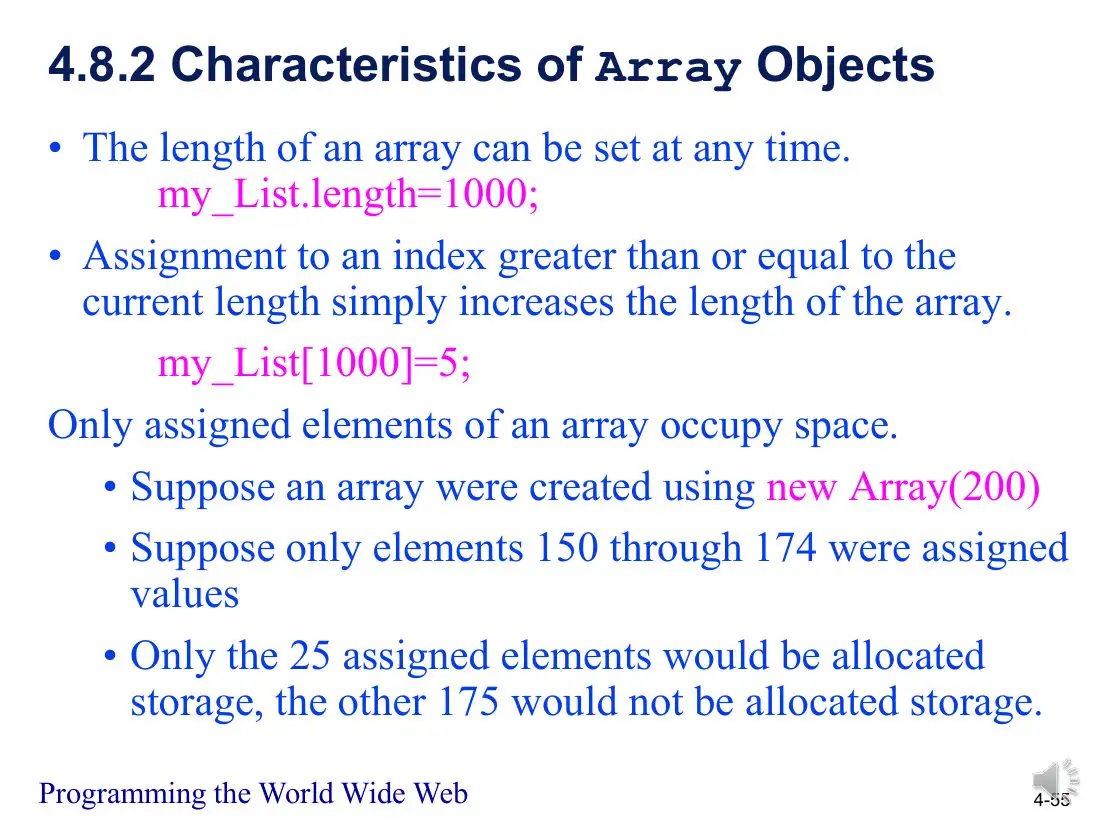 4.8.2 Characteristics of Array Objects
• The length of an array can be set at any time.
my_List.length=1000;
• Assignment to an index greater than or equal to the
current length simply increases the length of the array.
my_List[1000]=5;
Only assigned elements of an array occupy space.
• Suppose an array were created using new Array(200)
• Suppose only elements 150 through 174 were assigned
values
• Only the 25 assigned elements would be allocated
storage, the other 175 would not be allocated storage.
Programming the World Wide Web
4-55